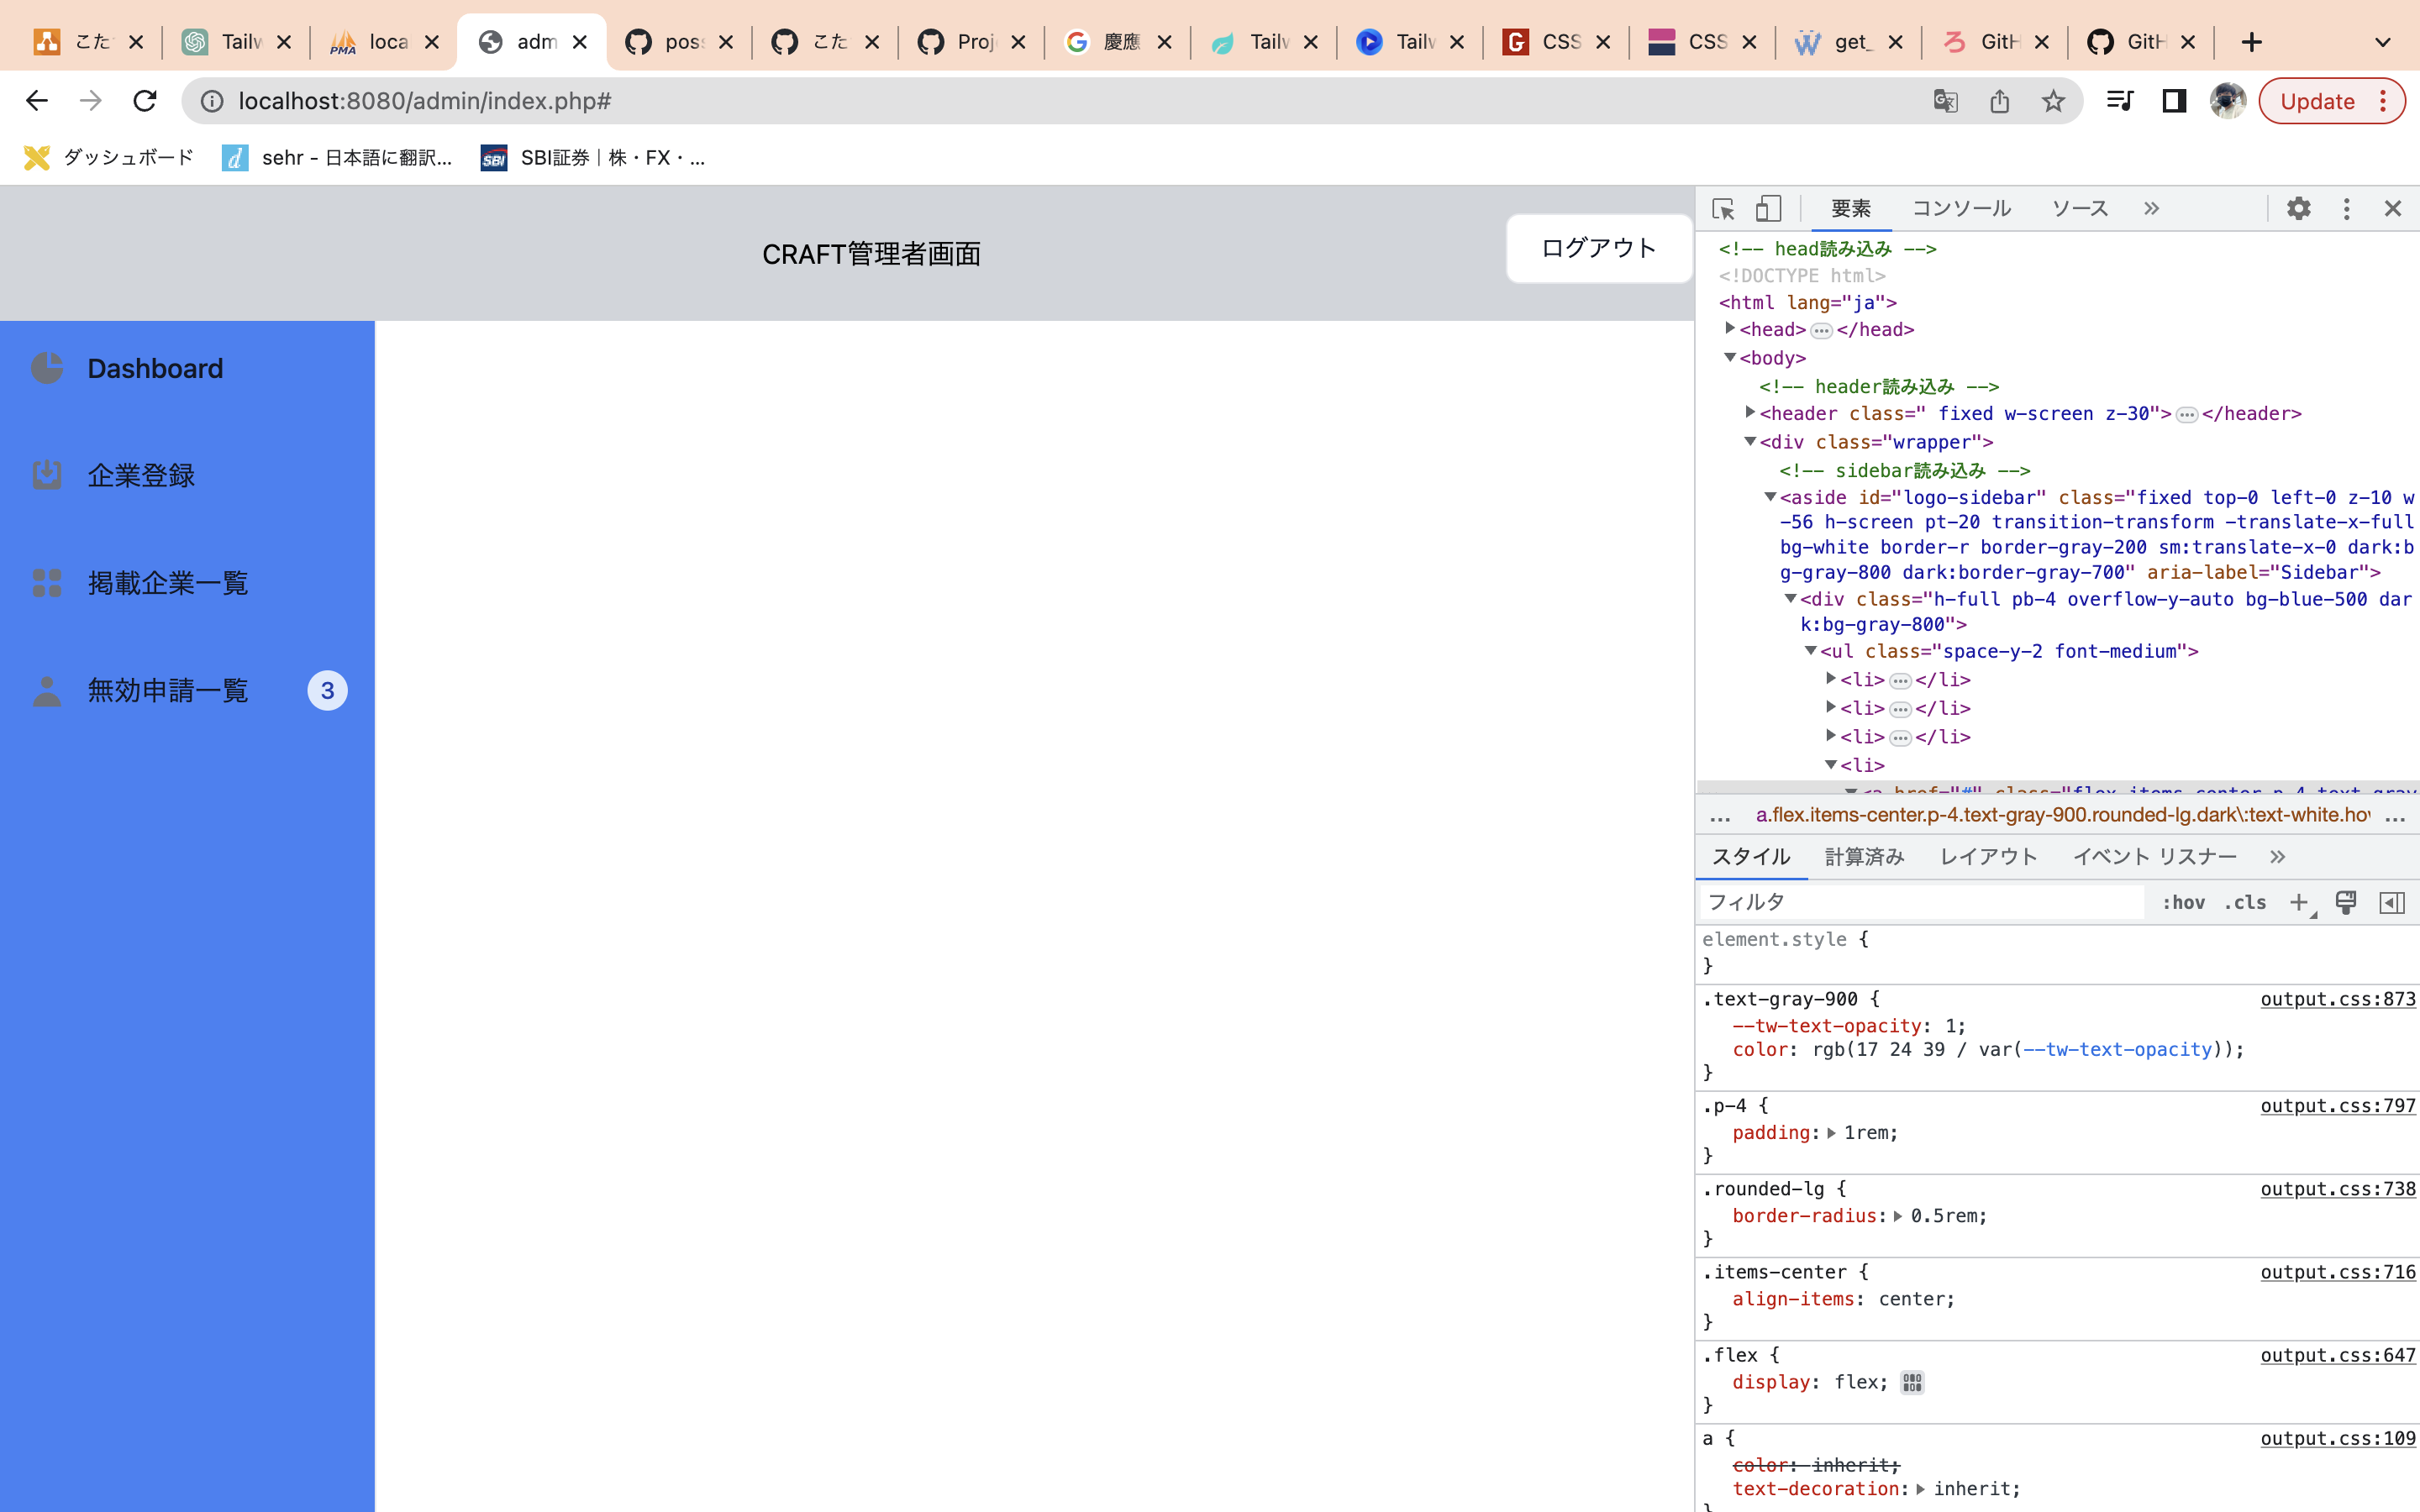 こた
Tailw
PMA
loca
adm
pos
こた
Proj
慶應
Tailv
Tailv
G
CSS
CSS
get_
ろ
GitH
GitH
localhost:8080/admin/index.php#
Update
ダッシュボード
d
sehr - 日本語に翻訳...
SBI
SBI証券｜株・FX・...
CRAFT管理者画面
ログアウト
Dashboard
企業登録
掲載企業一覧
無効申請一覧
3
要素
コンソール
ソース
»
<!-- head読み込み -->
<!DOCTYPE html>
<html lang="ja">
<head>…</head>
<body>
<!-- header読み込み -->
<header class=" fixed w-screen z-30">…</header>
<div class="wrapper">
<!-- sidebar読み込み -->
<aside id="logo-sidebar" class="fixed top-0 left-0 z-10 w
-56 h-screen pt-20 transition-transform -translate-x-full
bg-white border-r border-gray-200 sm:translate-x-0 dark:b
g-gray-800 dark:border-gray-700" aria-label="Sidebar">
<div class="h-full pb-4 overflow-y-auto bg-blue-500 dar
k:bg-gray-800">
<ul class="space-y-2 font-medium">
<li>…</li>
<li>…</li>
<li>…</li>
<li>
<a href="#" class="flex items-center p-4 text-gray
... a.flex.items-center.p-4.text-gray-900.rounded-lg.dark\:text-white.hov ...
スタイル
計算済み
レイアウト
イベント リスナー
»
フィルタ
:hov .cls +
element.style {
}
.text-gray-900 { output.css:873
--tw-text-opacity: 1;
color: rgb(17 24 39 / var(--tw-text-opacity));
}
.p-4 { output.css:797
padding: 1rem;
}
.rounded-lg { output.css:738
border-radius: 0.5rem;
}
.items-center { output.css:716
align-items: center;
}
.flex { output.css:647
display: flex;
}
a { output.css:109
color: inherit;
text-decoration: inherit;
}